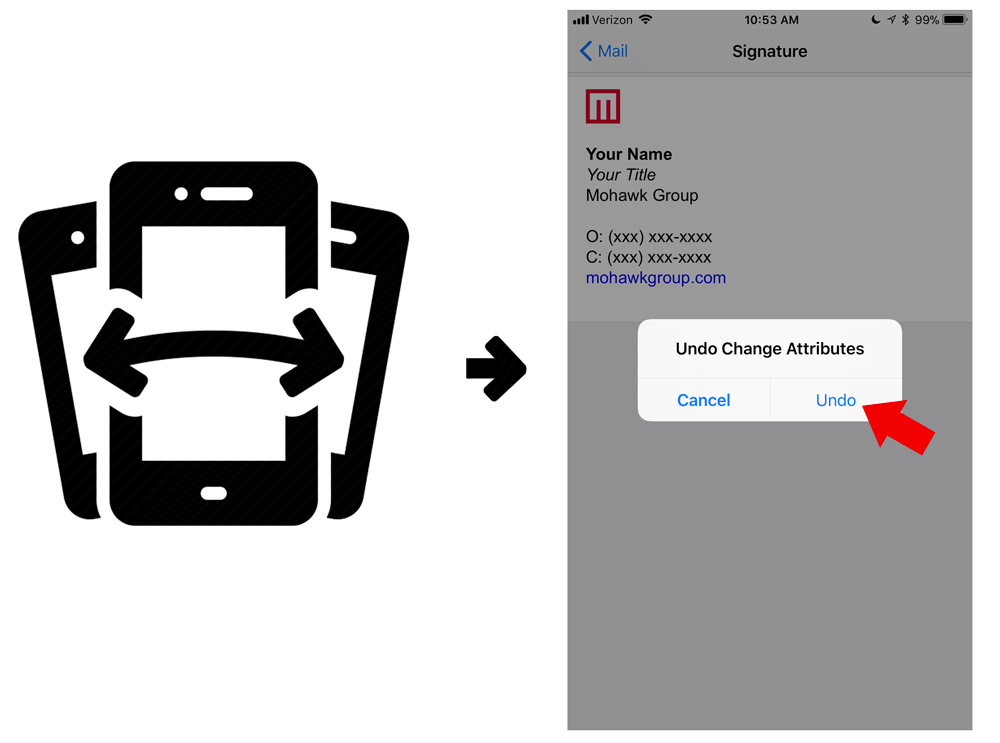 Verizon 10:53 AM 99%
Mail Signature
Your Name
Your Title
Mohawk Group
O: (xxx) xxx-xxxx
C: (xxx) xxx-xxxx
mohawkgroup.com
Undo Change Attributes
Cancel Undo